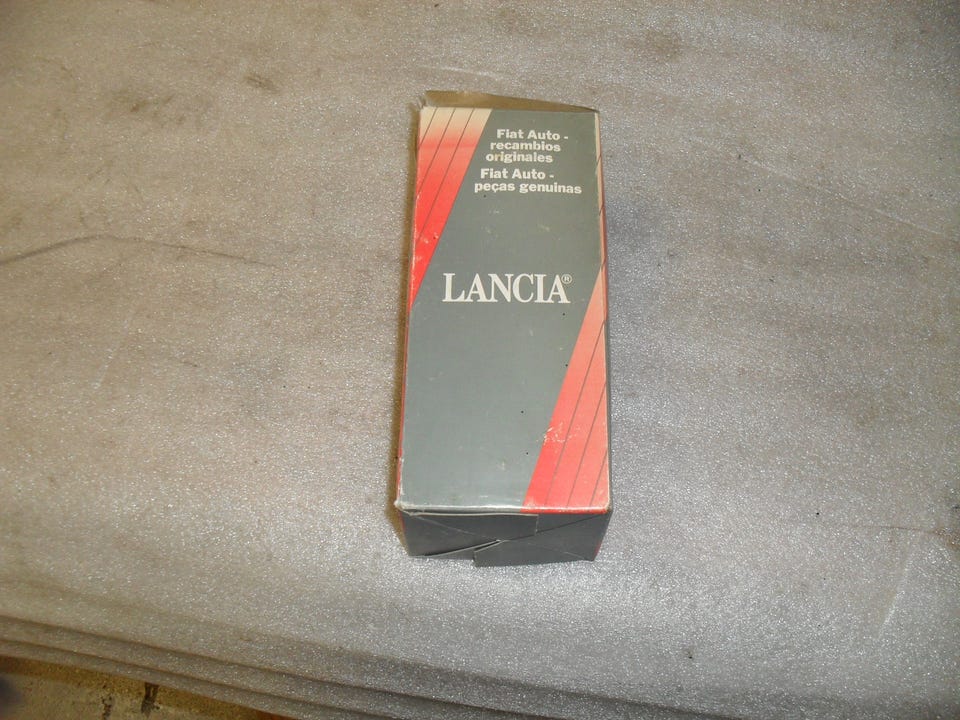 Fiat Auto -
recambios
originales
Fiat Auto -
peças genuinas
LANCIA®